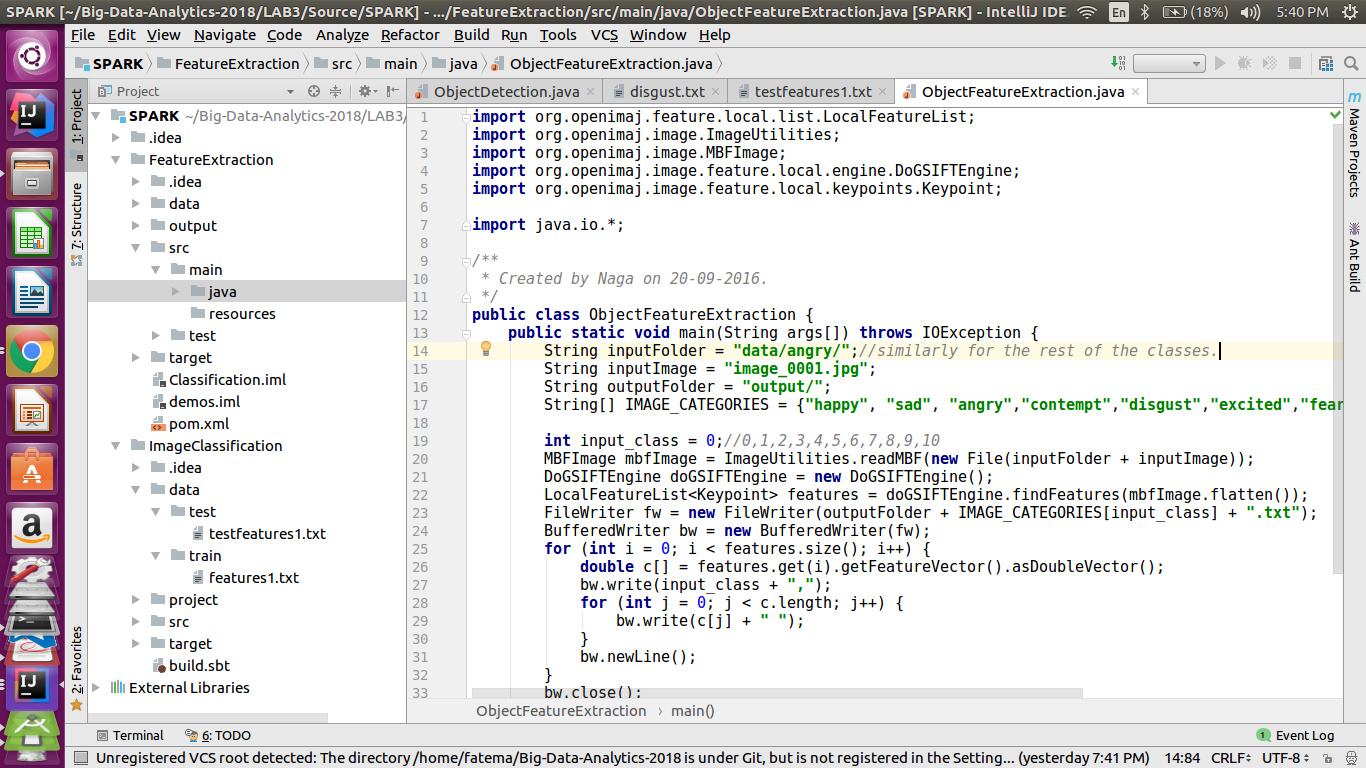 SPARK [~/Big-Data-Analytics-2018/LAB3/Source/SPARK] - .../FeatureExtraction/src/main/java/ObjectFeatureExtraction.java [SPARK] - IntelliJ IDE
En (18%) 5:40 PM
File Edit View Navigate Code Analyze Refactor Build Run Tools VCS Window Help
SPARK FeatureExtraction src main java ObjectFeatureExtraction.java
Project
ObjectDetection.java disgust.txt testfeatures1.txt ObjectFeatureExtraction.java
1: Project
7: Structure
2: Favorites
SPARK ~/Big-Data-Analytics-2018/LAB3/
.idea
FeatureExtraction
.idea
data
output
src
main
java
resources
test
target
Classification.iml
demos.iml
pom.xml
ImageClassification
.idea
data
test
testfeatures1.txt
train
features1.txt
project
src
target
build.sbt
External Libraries
1 import org.openimaj.feature.local.list.LocalFeatureList;
2 import org.openimaj.image.ImageUtilities;
3 import org.openimaj.image.MBFImage;
4 import org.openimaj.image.feature.local.engine.DoGSIFTEngine;
5 import org.openimaj.image.feature.local.keypoints.Keypoint;
6
7 import java.io.*;
8
9 /**
10 * Created by Naga on 20-09-2016.
11 */
12 public class ObjectFeatureExtraction {
13 public static void main(String args[]) throws IOException {
14 String inputFolder = "data/angry/";//similarly for the rest of the classes.
15 String inputImage = "image_0001.jpg";
16 String outputFolder = "output/";
17 String[] IMAGE_CATEGORIES = {"happy", "sad", "angry","contempt","disgust","excited","fear
18
19 int input_class = 0;//0,1,2,3,4,5,6,7,8,9,10
20 MBFImage mbfImage = ImageUtilities.readMBF(new File(inputFolder + inputImage));
21 DoGSIFTEngine doGSIFTEngine = new DoGSIFTEngine();
22 LocalFeatureList<Keypoint> features = doGSIFTEngine.findFeatures(mbfImage.flatten());
23 FileWriter fw = new FileWriter(outputFolder + IMAGE_CATEGORIES[input_class] + ".txt");
24 BufferedWriter bw = new BufferedWriter(fw);
25 for (int i = 0; i < features.size(); i++) {
26 double c[] = features.get(i).getFeatureVector().asDoubleVector();
27 bw.write(input_class + ",");
28 for (int j = 0; j < c.length; j++) {
29 bw.write(c[j] + " ");
30 }
31 bw.newLine();
32 }
33 bw.close();
Maven Projects
Ant Build
ObjectFeatureExtraction › main()
Terminal 6: TODO 1 Event Log
Unregistered VCS root detected: The directory /home/fatema/Big-Data-Analytics-2018 is under Git, but is not registered in the Setting... (yesterday 7:41 PM) 14:84 CRLF UTF-8